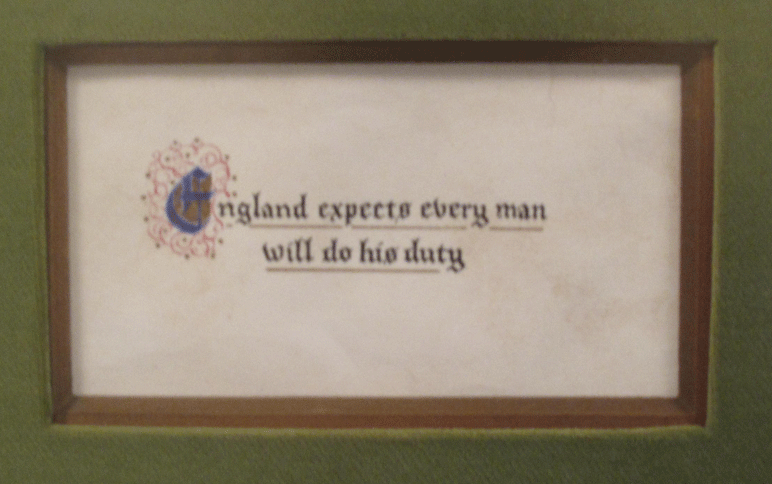 England expects every man
will do his duty